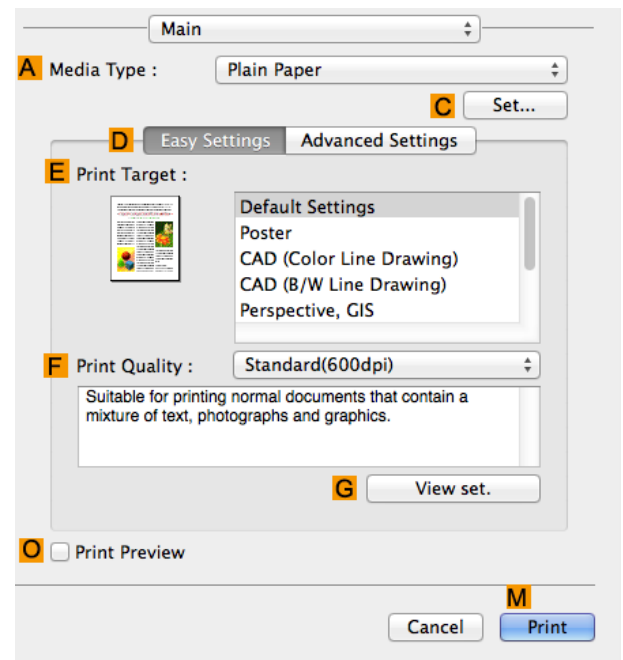 Main
A Media Type : Plain Paper
C Set...
D Easy Settings Advanced Settings
E Print Target :
Default Settings
Poster
CAD (Color Line Drawing)
CAD (B/W Line Drawing)
Perspective, GIS
F Print Quality : Standard(600dpi)
Suitable for printing normal documents that contain a
mixture of text, photographs and graphics.
G View set.
O Print Preview
M
Cancel Print